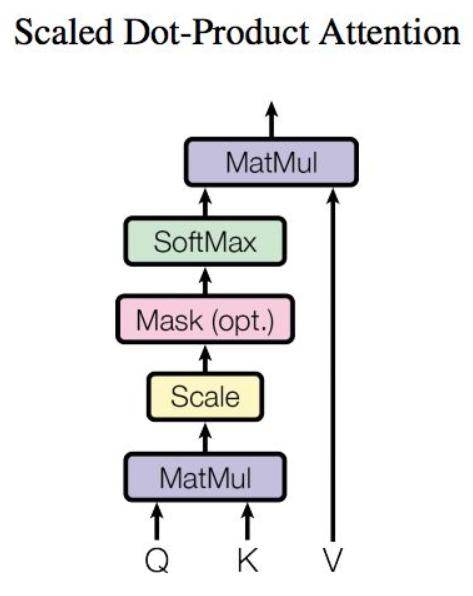 Scaled Dot-Product Attention
MatMul
SoftMax
Mask (opt.)
Scale
MatMul
Q K V